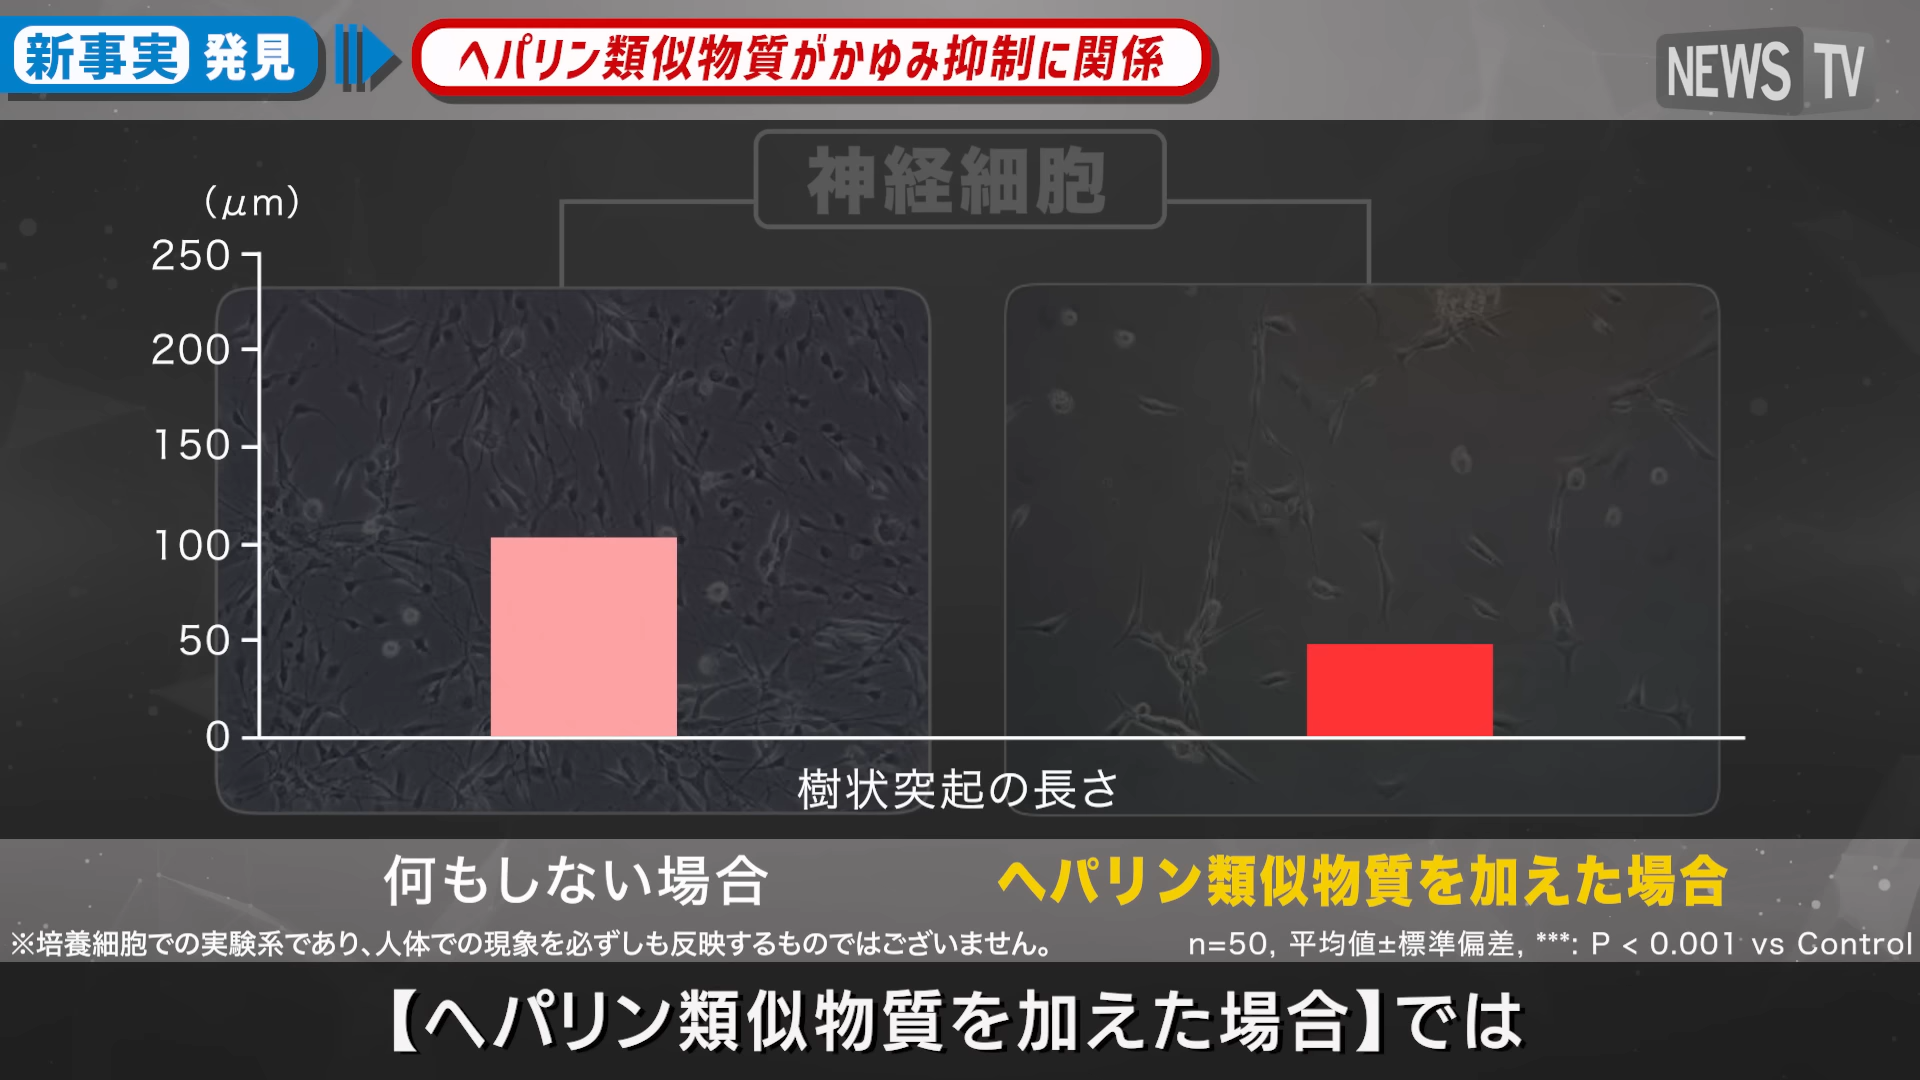 新事実 発見
ヘパリン類似物質がかゆみ抑制に関係
NEWS TV
神経細胞
(μm)
250
200
150
100
50
0
樹状突起の長さ
何もしない場合
ヘパリン類似物質を加えた場合
※培養細胞での実験系であり、人体での現象を必ずしも反映するものではございません。
n=50, 平均値±標準偏差, ***: P < 0.001 vs Control
【ヘパリン類似物質を加えた場合】では